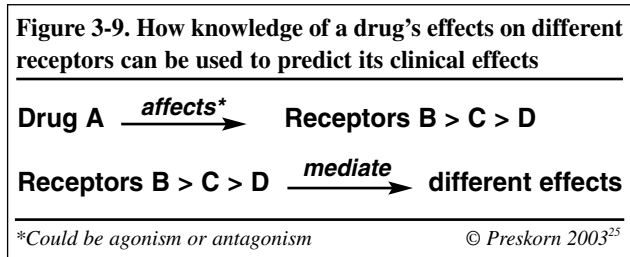 Figure 3-9. How knowledge of a drug's effects on different
receptors can be used to predict its clinical effects
Drug A affects* Receptors B > C > D
Receptors B > C > D mediate different effects
*Could be agonism or antagonism © Preskorn 2003²⁵